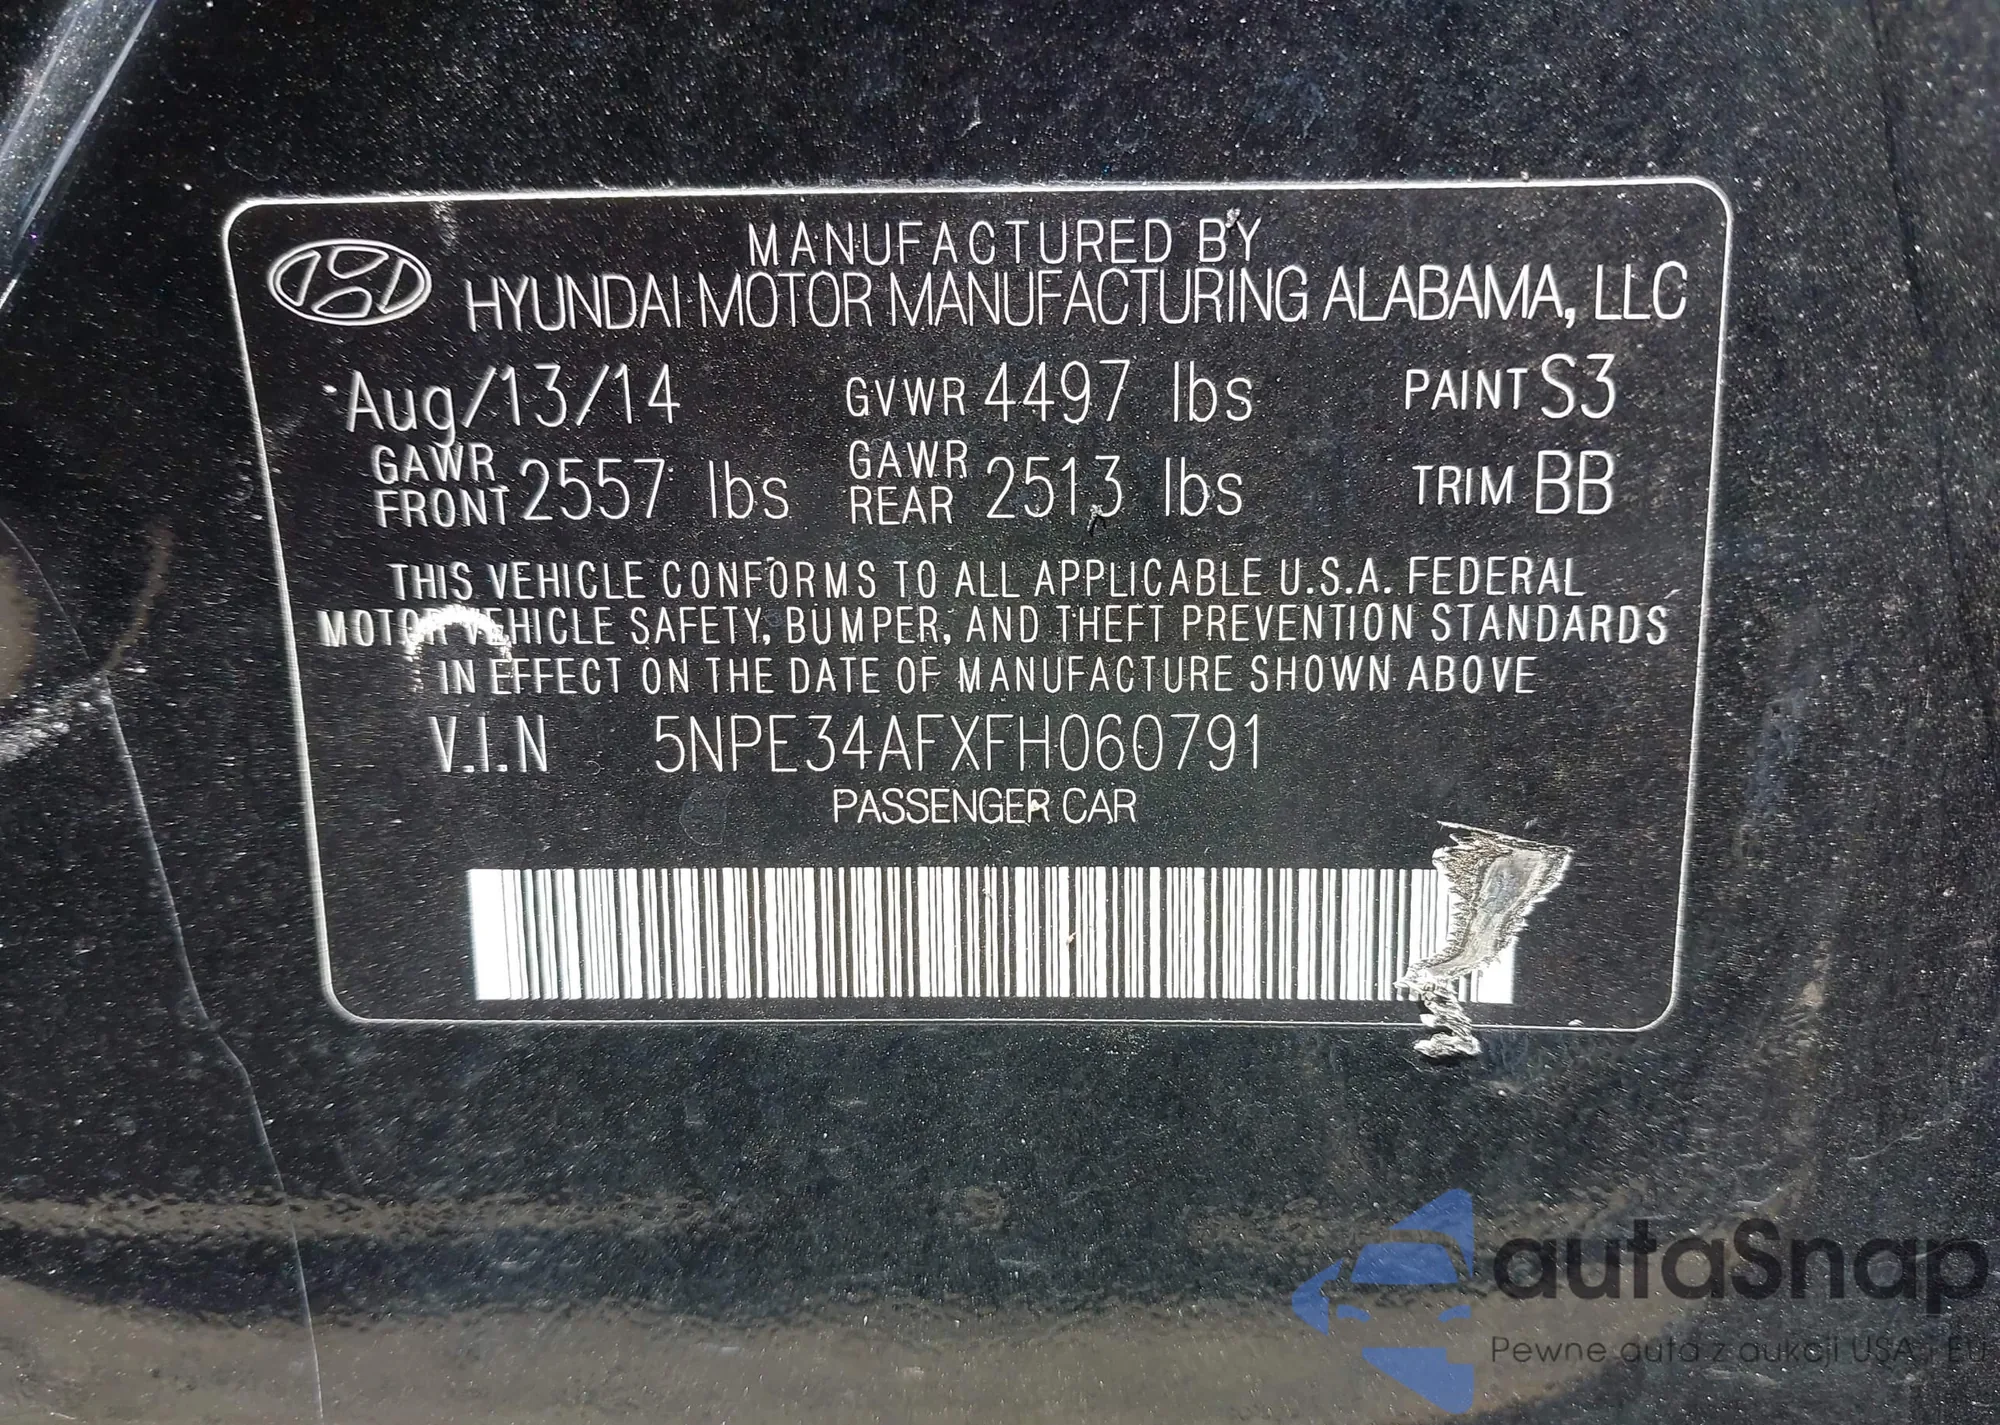 MANUFACTURED BY
HYUNDAI MOTOR MANUFACTURING ALABAMA, LLC
Aug/13/14 GVWR 4497 lbs PAINT S3
GAWR FRONT 2557 lbs GAWR REAR 2513 lbs TRIM BB
THIS VEHICLE CONFORMS TO ALL APPLICABLE U.S.A. FEDERAL
MOTOR VEHICLE SAFETY, BUMPER, AND THEFT PREVENTION STANDARDS
IN EFFECT ON THE DATE OF MANUFACTURE SHOWN ABOVE
V.I.N 5NPE34AFXFH060791
PASSENGER CAR
autaSnap
Pewne auta z aukcji USA i EU